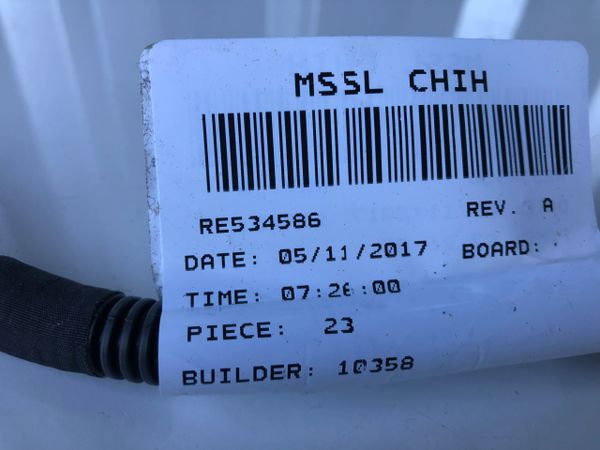 MSSL CHIH
RE534586 REV. A
DATE: 05/11/2017 BOARD:
TIME: 07:26:00
PIECE: 23
BUILDER: 10358